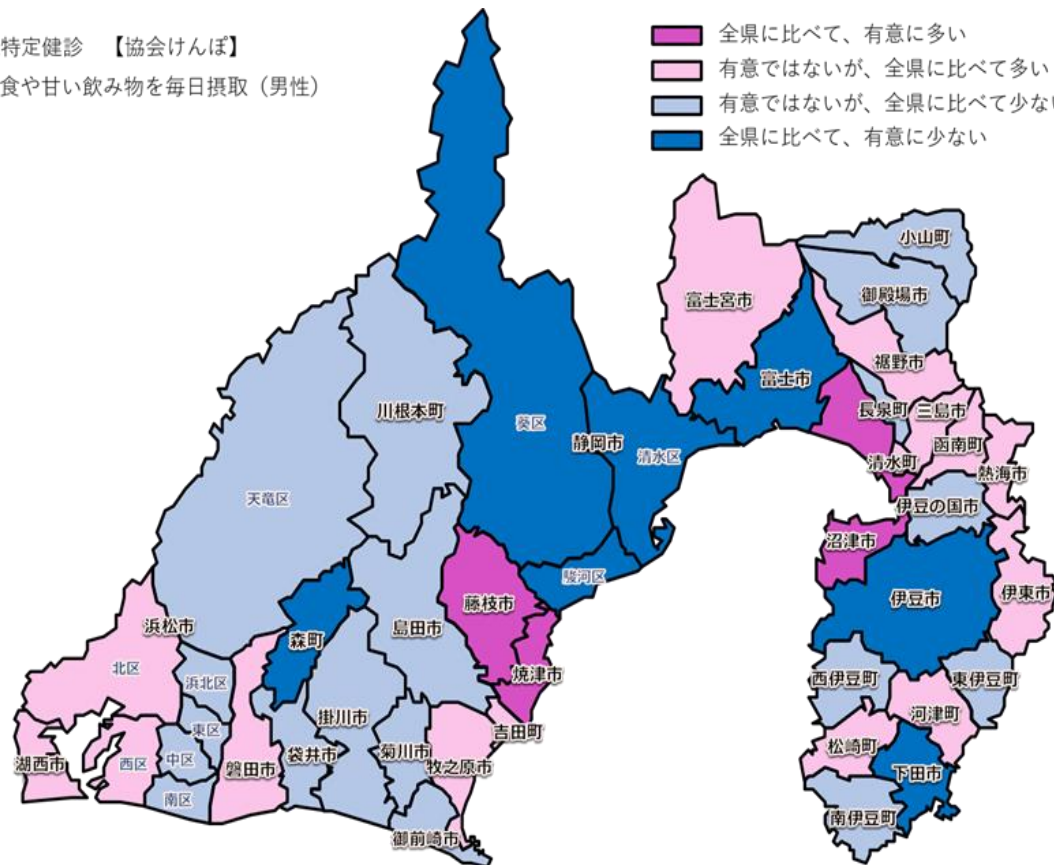 特定健診　【協会けんぽ】
食や甘い飲み物を毎日摂取（男性）
全県に比べて、有意に多い
有意ではないが、全県に比べて多い
有意ではないが、全県に比べて少ない
全県に比べて、有意に少ない
小山町
御殿場市
富士宮市
裾野市
富士市
長泉町
三島市
川根本町
葵区
静岡市
清水区
函南町
清水町
熱海市
天竜区
伊豆の国市
沼津市
駿河区
藤枝市
伊豆市
伊東市
浜松市
森町
島田市
北区
浜北区
焼津市
西伊豆町
東伊豆町
掛川市
河津町
東区
吉田町
菊川市
松崎町
湖西市
西区
中区
磐田市
袋井市
牧之原市
下田市
南区
南伊豆町
御前崎市